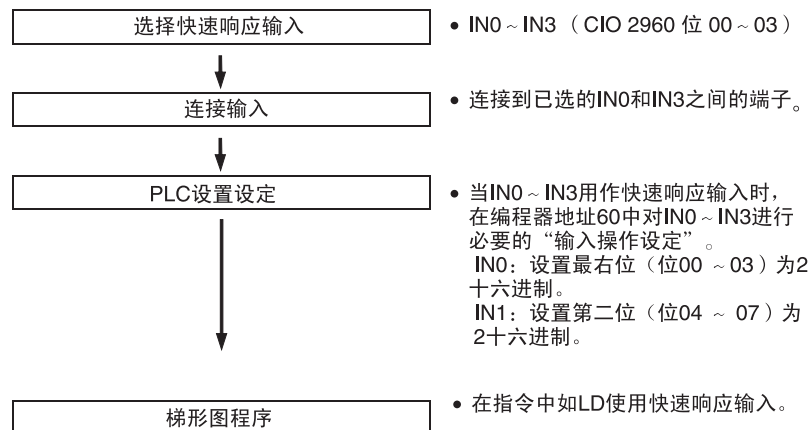 选择快速响应输入
• IN0～IN3 （ CIO 2960 位 00～03）
连接输入
• 连接到已选的IN0和IN3之间的端子。
PLC设置设定
• 当IN0～IN3用作快速响应输入时，
在编程器地址60中对IN0～IN3进行
必要的“输入操作设定”。
IN0：设置最右位（位00 ～03）为2
十六进制。
IN1：设置第二位（位04 ～ 07）为
2十六进制。
梯形图程序
• 在指令中如LD使用快速响应输入。